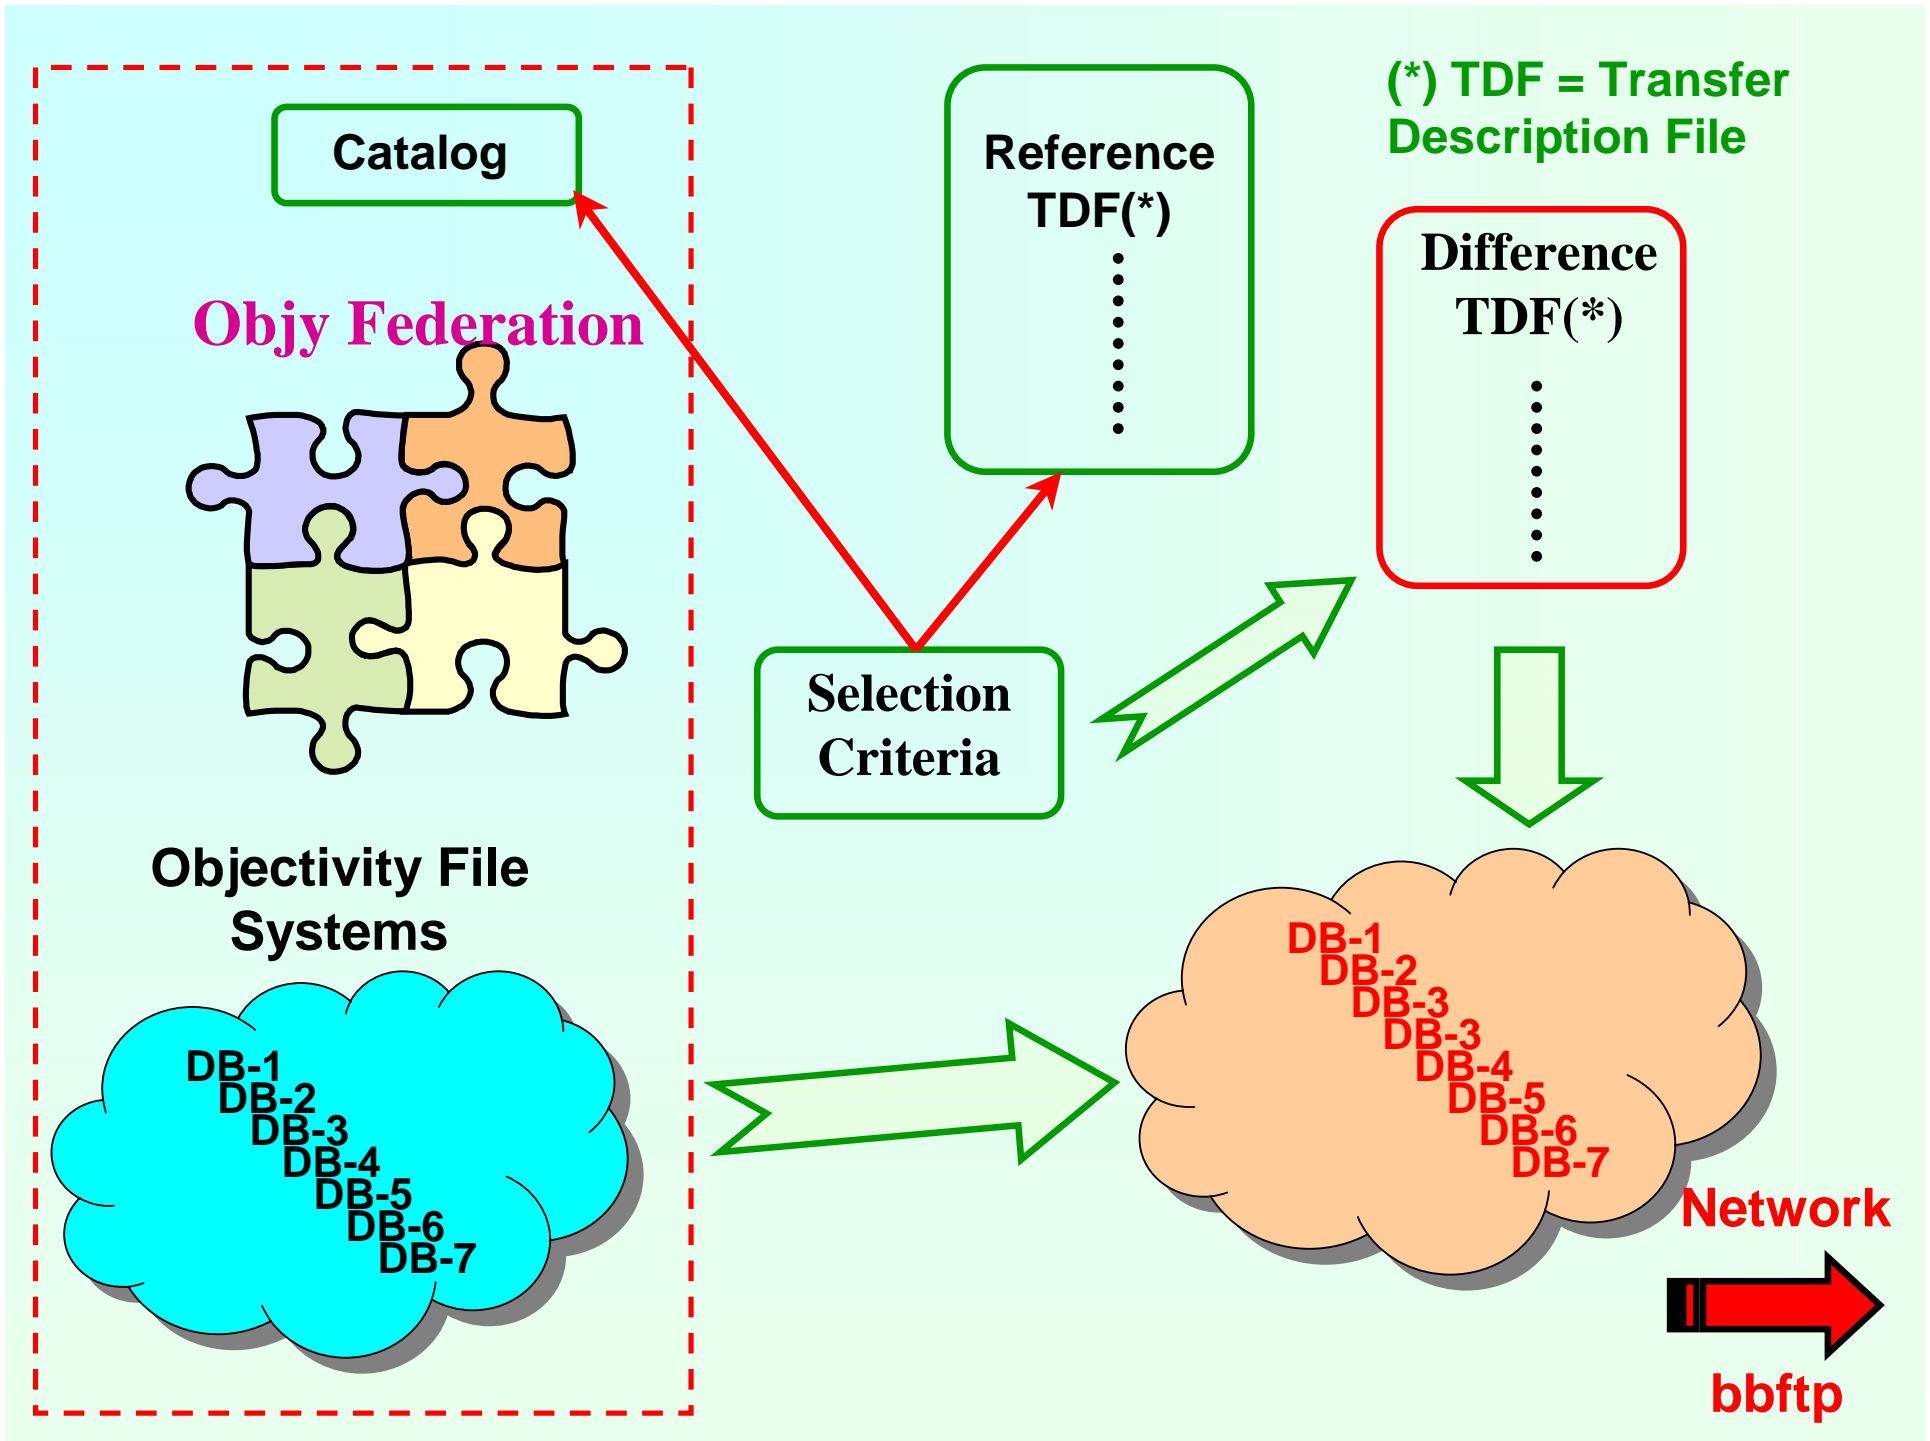 Catalog
Objy Federation
Objectivity File
Systems
DB-1
DB-2
DB-3
DB-4
DB-5
DB-6
DB-7
Reference
TDF(*)
Selection
Criteria
(*) TDF = Transfer
Description File
Difference
TDF(*)
DB-1
DB-2
DB-3
DB-3
DB-4
DB-5
DB-6
DB-7
Network
bbftp